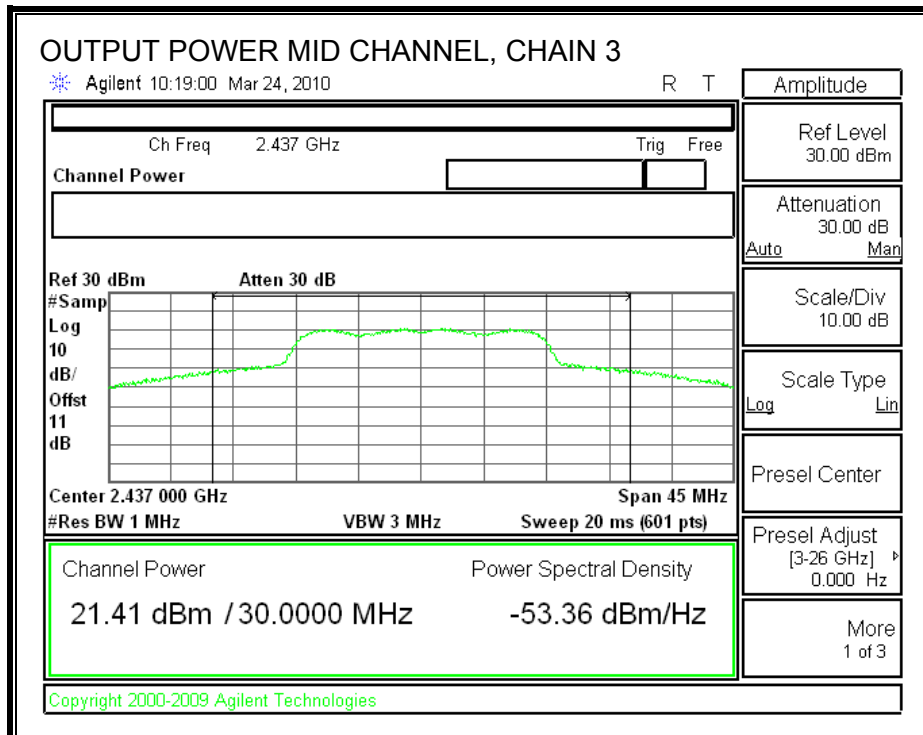 OUTPUT POWER MID CHANNEL, CHAIN 3
Agilent 10:19:00 Mar 24, 2010 R T
Ch Freq 2.437 GHz Trig Free
Channel Power
Ref 30 dBm Atten 30 dB
#Samp
Log
10
dB/
Offst
11
dB
Center 2.437 000 GHz Span 45 MHz
#Res BW 1 MHz VBW 3 MHz Sweep 20 ms (601 pts)
Channel Power Power Spectral Density
21.41 dBm / 30.0000 MHz -53.36 dBm/Hz
Copyright 2000-2009 Agilent Technologies
Amplitude
Ref Level
30.00 dBm
Attenuation
30.00 dB
Auto Man
Scale/Div
10.00 dB
Scale Type
Log Lin
Presel Center
Presel Adjust
[3-26 GHz]
0.000 Hz
More
1 of 3